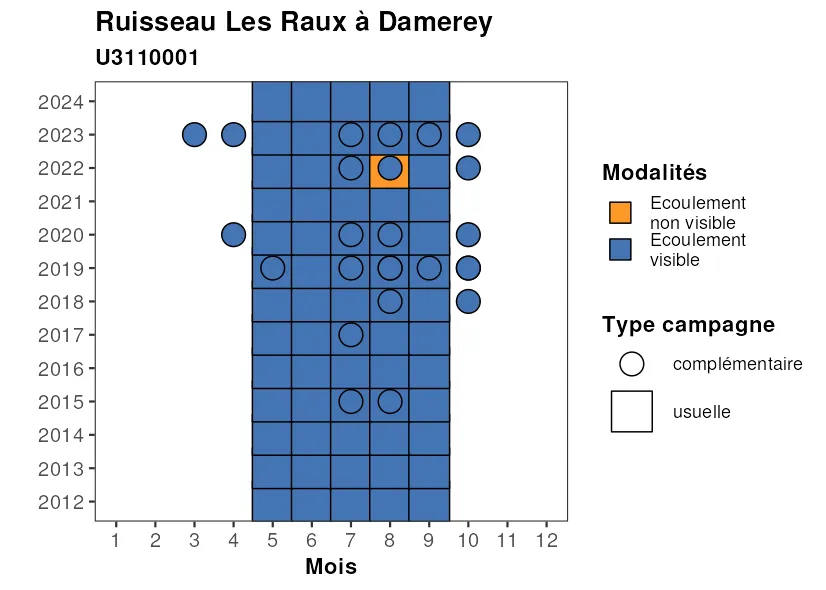 Ruisseau Les Raux à Damerey
U3110001
2024
2023
2022
2021
2020
2019
2018
2017
2016
2015
2014
2013
2012
1 2 3 4 5 6 7 8 9 10 11 12
Mois
Modalités
Ecoulement
non visible
Ecoulement
visible
Type campagne
complémentaire
usuelle